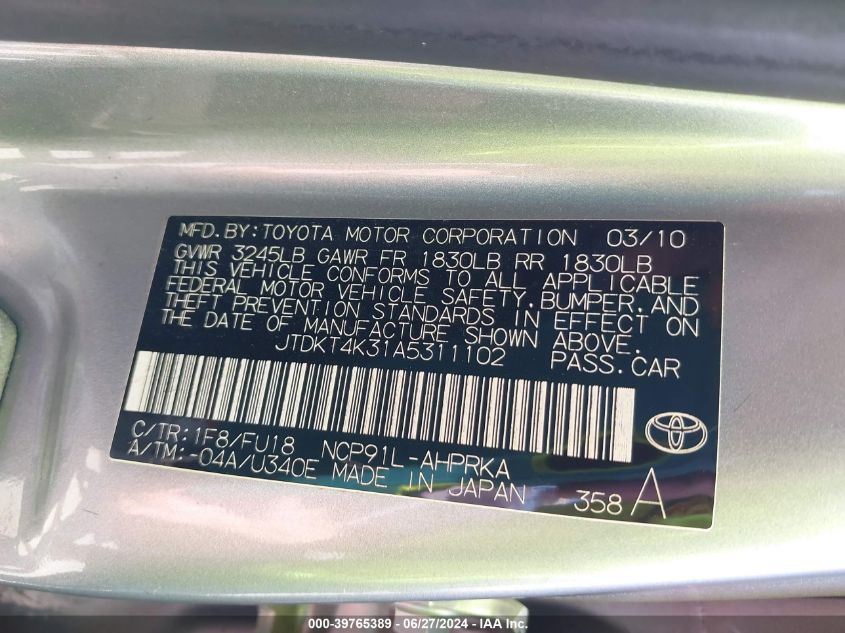 MFD. BY: TOYOTA MOTOR CORPORATION 03/10
GVWR 3245LB GAWR FR 1830LB RR 1830LB
THIS VEHICLE CONFORMS TO ALL APPLICABLE
FEDERAL MOTOR VEHICLE SAFETY, BUMPER, AND
THEFT PREVENTION STANDARDS IN EFFECT ON
THE DATE OF MANUFACTURE SHOWN ABOVE.
JTDKT4K31A5311102 PASS. CAR
C/TR: 1F8/FU18 NCP91L-AHPRKA
A/TM: -04A/U340E MADE IN JAPAN 358 A
000-39765389 | 06/27/2024 - IAA Inc.